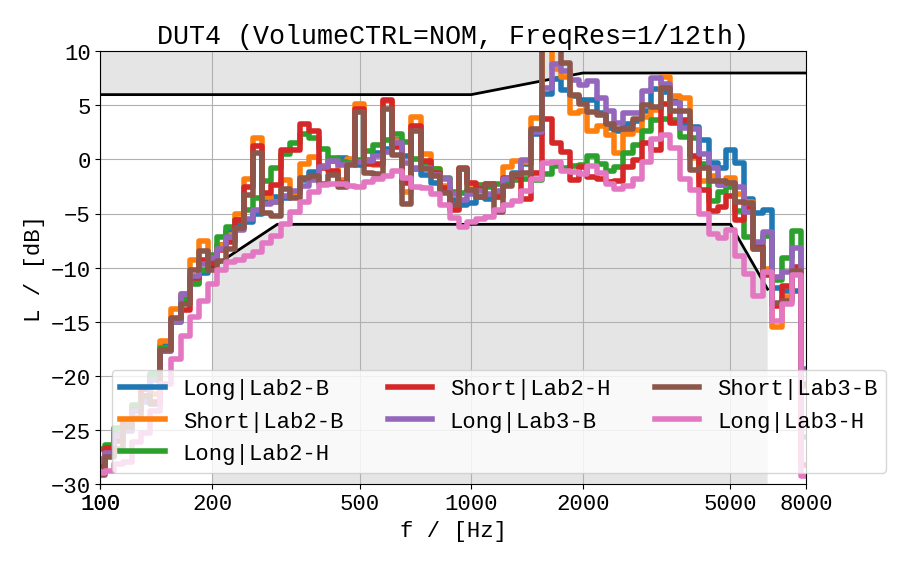 DUT4 (VolumeCTRL=NOM, FreqRes=1/12th)
10
5
0
−5
−10
−15
−20
−25
−30
L / [dB]
Long|Lab2-B
Short|Lab2-B
Long|Lab2-H
Short|Lab2-H
Long|Lab3-B
Short|Lab3-B
Long|Lab3-H
100 200 500 1000 2000 5000 8000
f / [Hz]